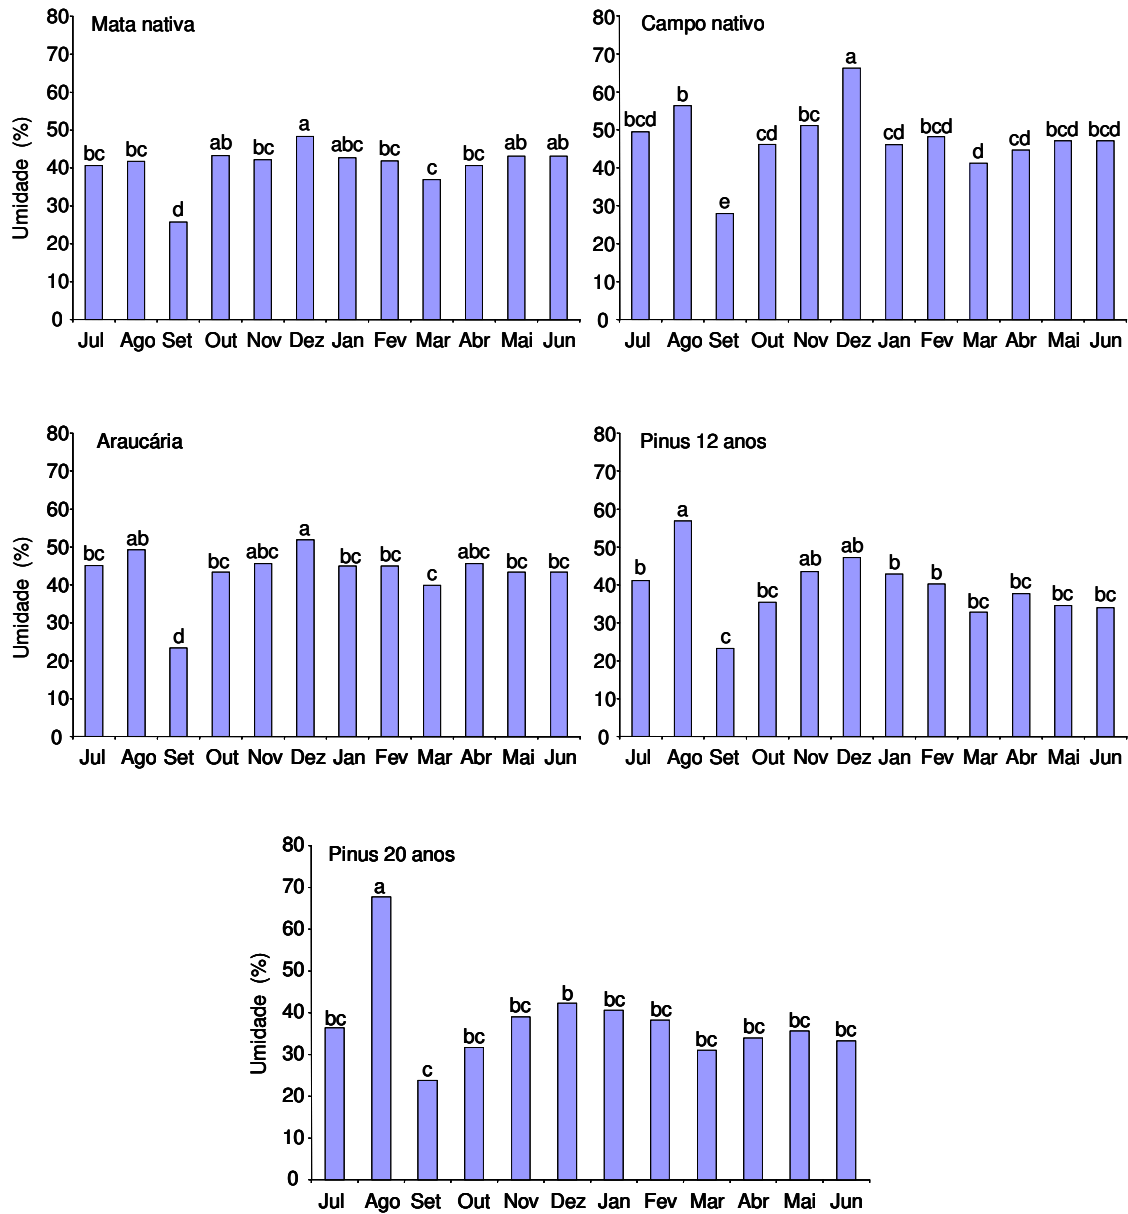 Mata nativa
Umidade (%)
80
70
60
50
40
30
20
10
0
bc bc d ab bc a abc bc c bc ab ab
Jul Ago Set Out Nov Dez Jan Fev Mar Abr Mai Jun
Campo nativo
80
70
60
50
40
30
20
10
0
bcd b e cd bc a cd bcd d cd bcd bcd
Jul Ago Set Out Nov Dez Jan Fev Mar Abr Mai Jun
Araucária
Umidade (%)
80
70
60
50
40
30
20
10
0
bc ab d bc abc a bc bc c abc bc bc
Jul Ago Set Out Nov Dez Jan Fev Mar Abr Mai Jun
Pinus 12 anos
80
70
60
50
40
30
20
10
0
b a c bc ab ab b b bc bc bc bc
Jul Ago Set Out Nov Dez Jan Fev Mar Abr Mai Jun
Pinus 20 anos
Umidade (%)
80
70
60
50
40
30
20
10
0
bc a c bc bc b bc bc bc bc bc bc
Jul Ago Set Out Nov Dez Jan Fev Mar Abr Mai Jun